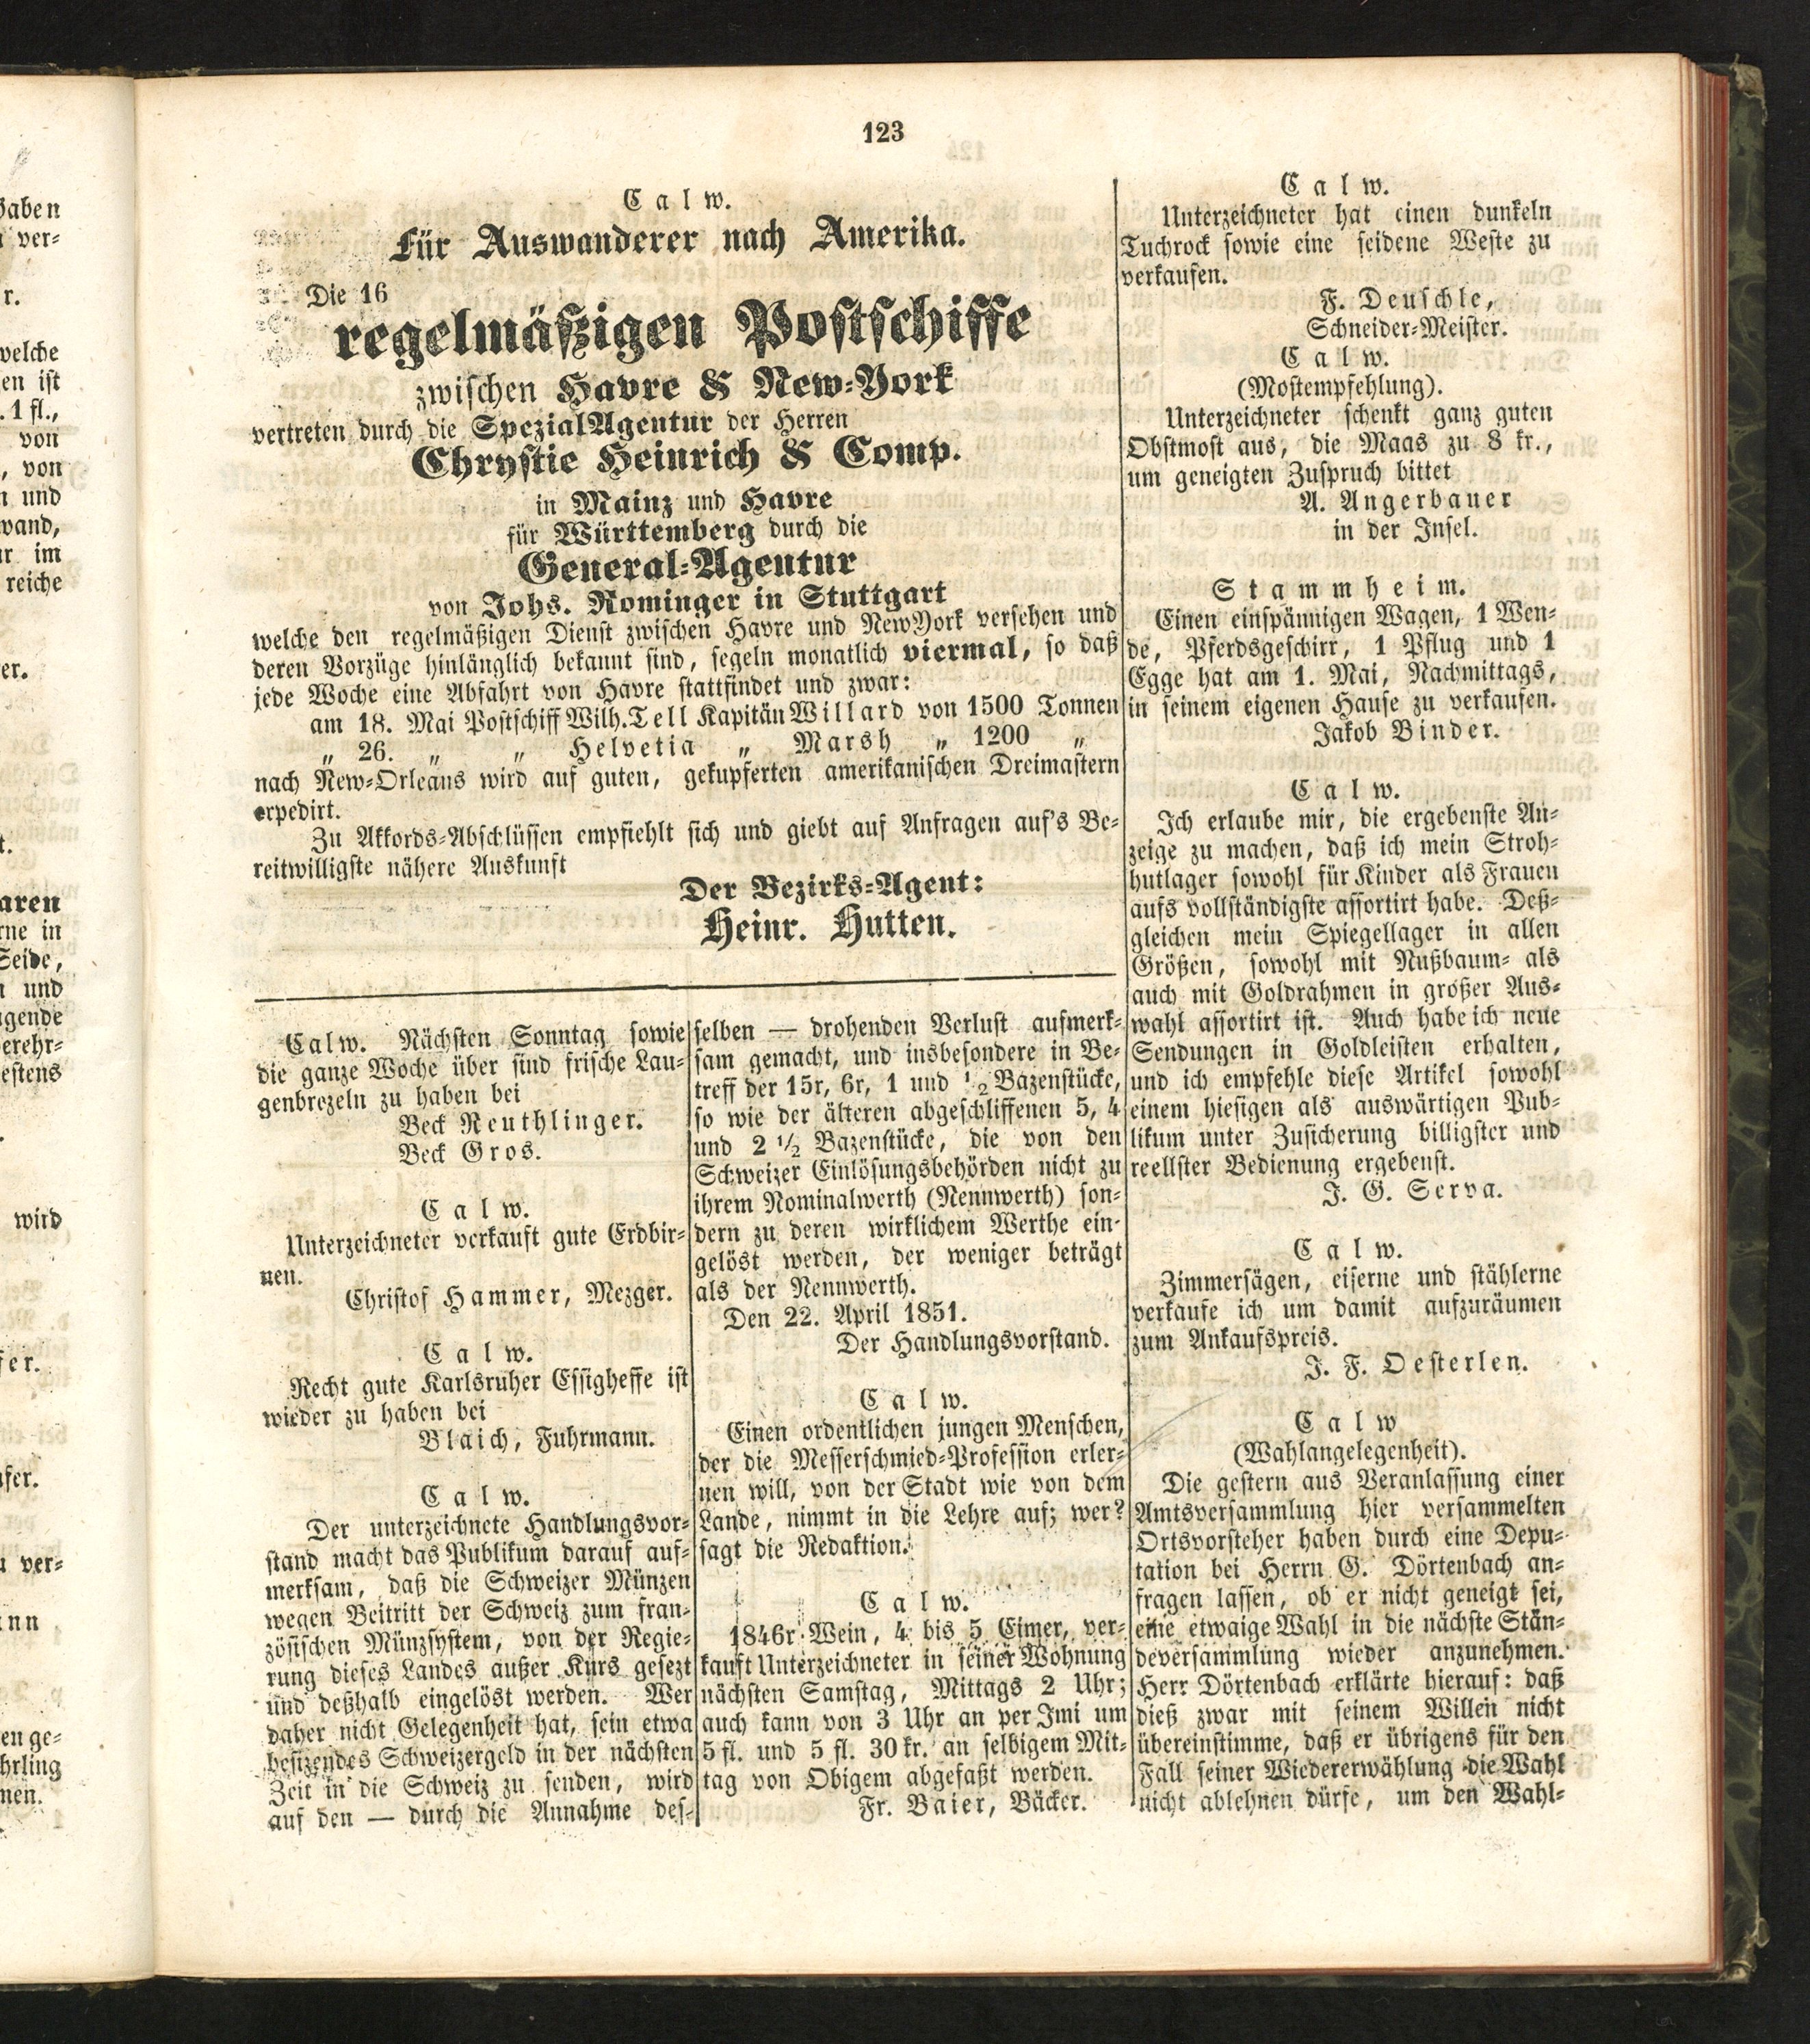 123
Calw.
Für Auswanderer nach Amerika.
Die 16
regelmäßigen Postschiffe
zwischen Havre & New-York
vertreten durch die SpezialAgentur der Herren
Chrystie Heinrich & Comp.
in Mainz und Havre
für Württemberg durch die
General-Agentur
von Johs. Rominger in Stuttgart
welche den regelmäßigen Dienst zwischen Havre und NewYork versehen und
deren Vorzüge hinlänglich bekannt sind, segeln monatlich viermal, so daß
jede Woche eine Abfahrt von Havre stattfindet und zwar:
am 18. Mai Postschiff Wilh. Tell Kapitän Willard von 1500 Tonnen
„ 26. „ „ Helvetia „ Marsh „ 1200 „
nach New-Orleans wird auf guten, gekupferten amerikanischen Dreimastern
expedirt.
Zu Akkords-Abschlüssen empfiehlt sich und giebt auf Anfragen auf's Be-
reitwilligste nähere Auskunft
Der Bezirks-Agent:
Heinr. Hutten.
Calw. Nächsten Sonntag sowie
die ganze Woche über sind frische Lau-
genbrezeln zu haben bei
Beck Reuthlinger.
Beck Gros.
Calw.
Unterzeichneter verkauft gute Erdbir-
nen.
Christof Hammer, Mezger.
Calw.
Recht gute Karlsruher Essigheffe ist
wieder zu haben bei
Blaich, Fuhrmann.
Calw.
Der unterzeichnete Handlungsvor-
stand macht das Publikum darauf auf-
merksam, daß die Schweizer Münzen
wegen Beitritt der Schweiz zum fran-
zösischen Münzsystem, von der Regie-
rung dieses Landes außer Kurs gesezt
und deßhalb eingelöst werden. Wer
daher nicht Gelegenheit hat, sein etwa
besizendes Schweizergeld in der nächsten
Zeit in die Schweiz zu senden, wird
auf den — durch die Annahme des-
selben — drohenden Verlust aufmerk-
sam gemacht, und insbesondere in Be-
treff der 15r, 6r, 1 und ½ Bazenstücke,
so wie der älteren abgeschliffenen 5, 4
und 2 ½ Bazenstücke, die von den
Schweizer Einlösungsbehörden nicht zu
ihrem Nominalwerth (Nennwerth) son-
dern zu deren wirklichem Werthe ein-
gelöst werden, der weniger beträgt
als der Nennwerth.
Den 22. April 1851.
Der Handlungsvorstand.
Calw.
Einen ordentlichen jungen Menschen,
der die Messerschmied-Profession erler-
nen will, von der Stadt wie von dem
Lande, nimmt in die Lehre auf; wer?
sagt die Redaktion.
Calw.
1846r Wein, 4 bis 5 Eimer, ver-
kauft Unterzeichneter in seiner Wohnung
nächsten Samstag, Mittags 2 Uhr;
auch kann von 3 Uhr an per Imi um
5 fl. und 5 fl. 30 kr. an selbigem Mit-
tag von Obigem abgefaßt werden.
Fr. Baier, Bäcker.
Calw.
Unterzeichneter hat einen dunkeln
Tuchrock sowie eine seidene Weste zu
verkaufen.
F. Deuschle,
Schneider-Meister.
Calw.
(Mostempfehlung).
Unterzeichneter schenkt ganz guten
Obstmost aus, die Maas zu 8 kr.,
um geneigten Zuspruch bittet
A. Angerbauer
in der Insel.
Stammheim.
Einen einspännigen Wagen, 1 Wen-
de, Pferdsgeschirr, 1 Pflug und 1
Egge hat am 1. Mai, Nachmittags,
in seinem eigenen Hause zu verkaufen.
Jakob Binder.
Calw.
Ich erlaube mir, die ergebenste An-
zeige zu machen, daß ich mein Stroh-
hutlager sowohl für Kinder als Frauen
aufs vollständigste assortirt habe. Deß-
gleichen mein Spiegellager in allen
Größen, sowohl mit Nußbaum- als
auch mit Goldrahmen in großer Aus-
wahl assortirt ist. Auch habe ich neue
Sendungen in Goldleisten erhalten,
und ich empfehle diese Artikel sowohl
einem hiesigen als auswärtigen Pub-
likum unter Zusicherung billigster und
reellster Bedienung ergebenst.
J. G. Serva.
Calw.
Zimmersägen, eiserne und stählerne
verkaufe ich um damit aufzuräumen
zum Ankaufspreis.
J. F. Oesterlen.
Calw
(Wahlangelegenheit).
Die gestern aus Veranlassung einer
Amtsversammlung hier versammelten
Ortsvorsteher haben durch eine Depu-
tation bei Herrn G. Dörtenbach an-
fragen lassen, ob er nicht geneigt sei,
eine etwaige Wahl in die nächste Stän-
deversammlung wieder anzunehmen.
Herr Dörtenbach erklärte hierauf: daß
dieß zwar mit seinem Willen nicht
übereinstimme, daß er übrigens für den
Fall seiner Wiedererwählung die Wahl
nicht ablehnen dürfe, um den Wahl-